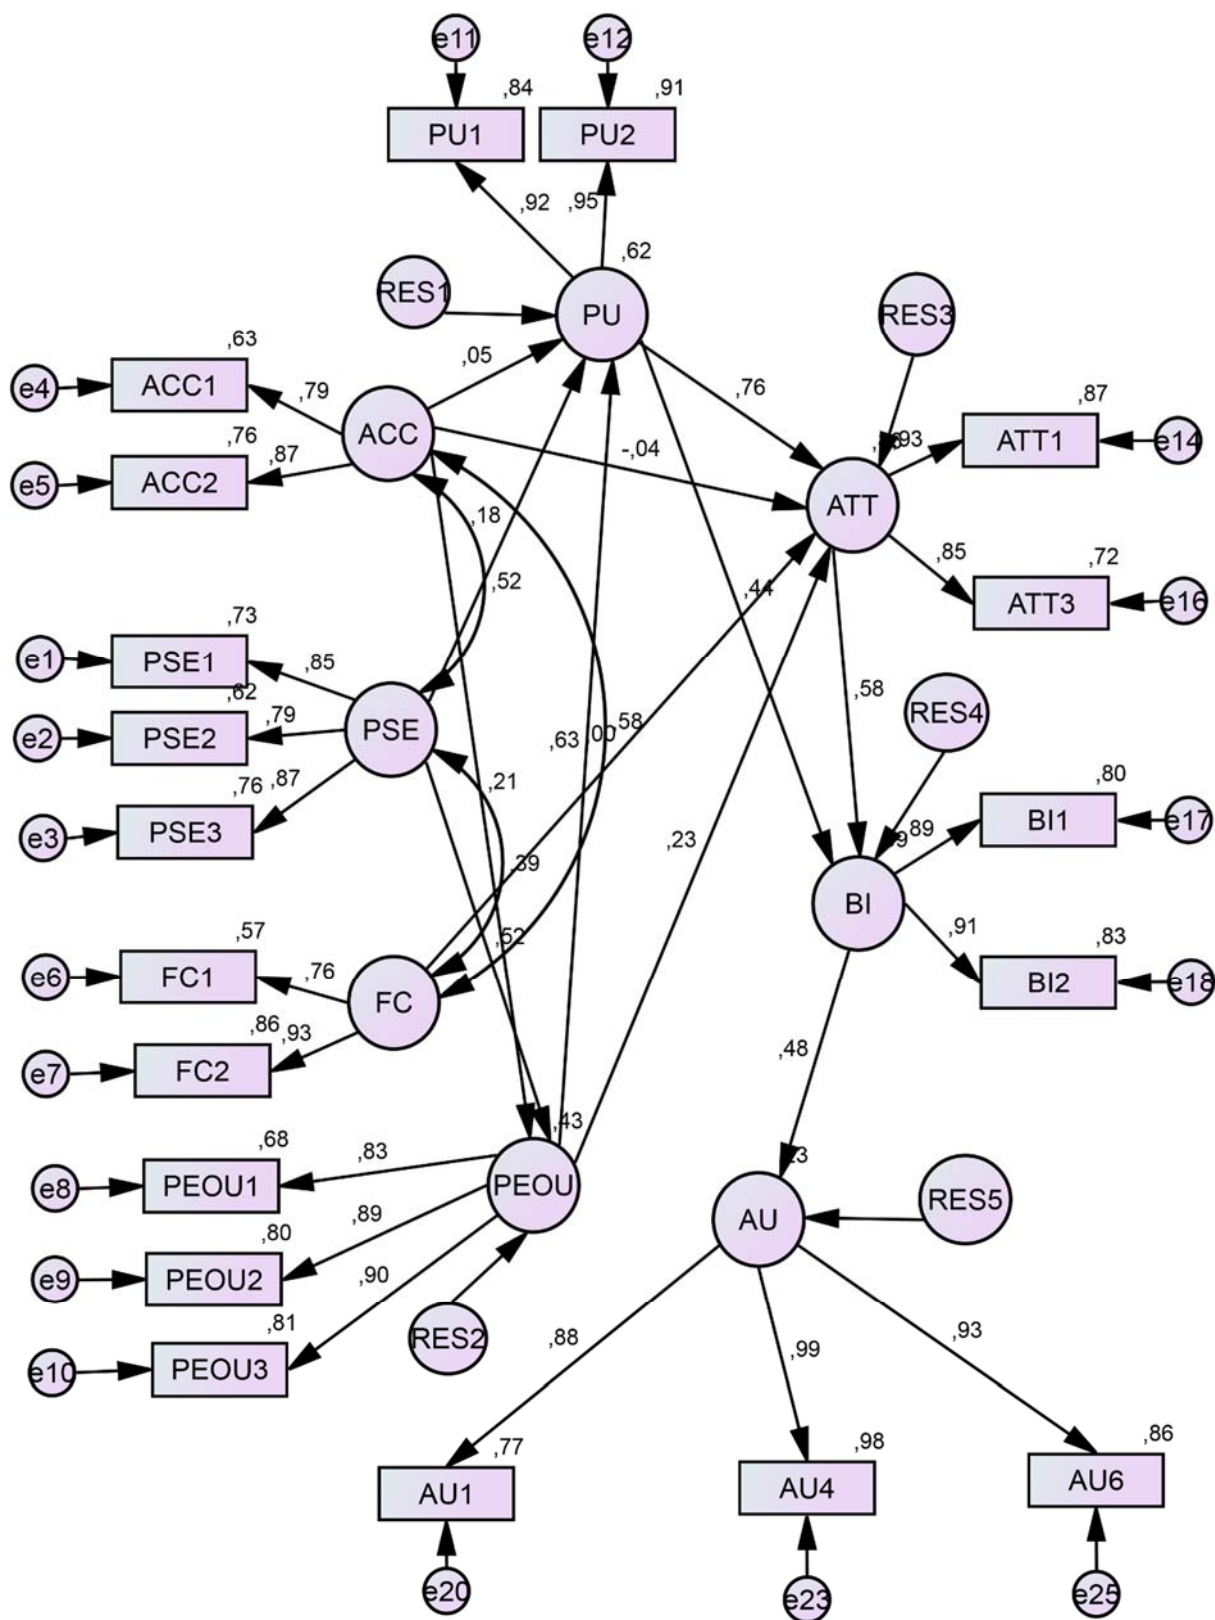 e11
e12
,84
,91
PU1
PU2
,92
,95
,62
RES1
PU
RES3
,63
,05
e4
ACC1
,79
,76
,87
ACC
,93
ATT1
e14
,76
e5
ACC2
,87
-,04
ATT
,18
,85
,72
,44
ATT3
e16
,52
,73
e1
PSE1
,85
,62
,58
RES4
e2
PSE2
,79
PSE
,63
,58
,76
,87
,21
,80
e3
PSE3
,23
,89
BI1
e17
,39
BI
,57
,52
,91
,83
e6
FC1
,76
FC
BI2
e18
,86
,93
e7
FC2
,48
,43
,68
,83
e8
PEOU1
PEOU
RES5
,80
,89
AU
e9
PEOU2
,90
,81
RES2
e10
PEOU3
,88
,99
,93
,77
,98
,86
AU1
AU4
AU6
e20
e23
e25